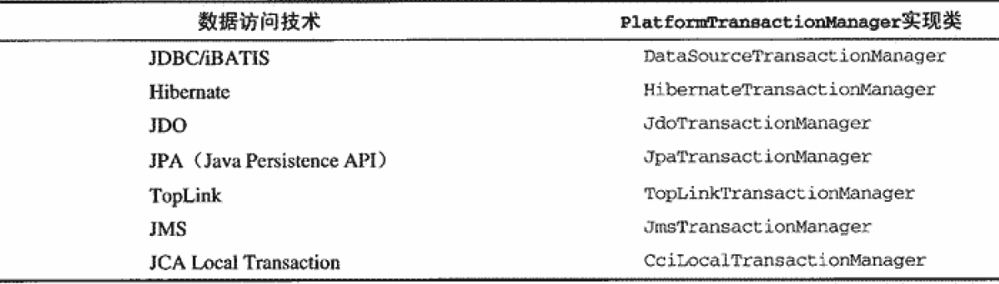 数据访问技术 PlatformTransactionManager实现类
JDBC/iBATIS DataSourceTransactionManager
Hibernate HibernateTransactionManager
JDO JdoTransactionManager
JPA（Java Persistence API） JpaTransactionManager
TopLink TopLinkTransactionManager
JMS JmsTransactionManager
JCA Local Transaction CciLocalTransactionManager